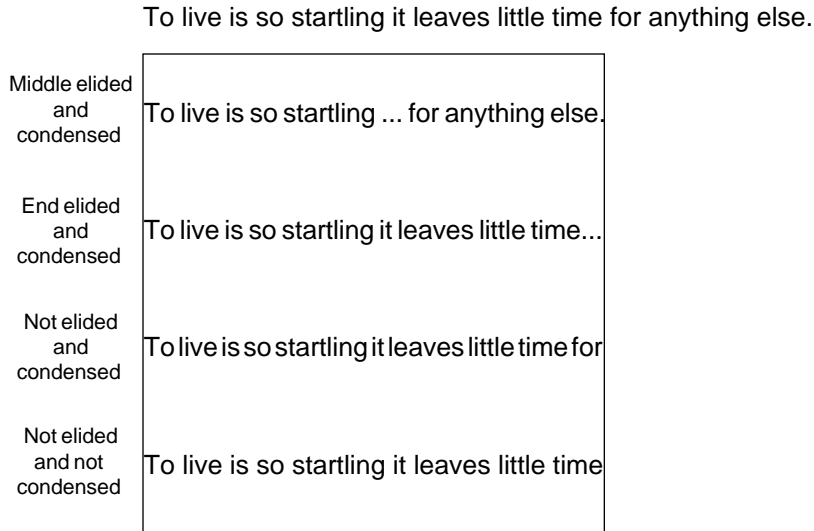 To live is so startling it leaves little time for anything else.
Middle elided
and
condensed
To live is so startling ... for anything else.
End elided
and
condensed
To live is so startling it leaves little time...
Not elided
and
condensed
To live is so startling it leaves little time for
Not elided
and not
condensed
To live is so startling it leaves little time